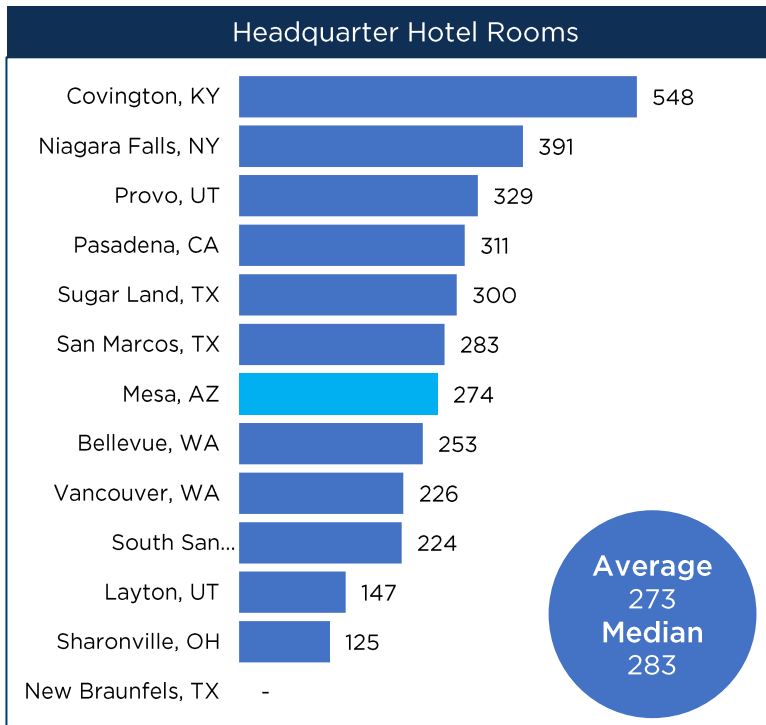 Headquarter Hotel Rooms
Covington, KY 548
Niagara Falls, NY 391
Provo, UT 329
Pasadena, CA 311
Sugar Land, TX 300
San Marcos, TX 283
Mesa, AZ 274
Bellevue, WA 253
Vancouver, WA 226
South San... 224
Layton, UT 147
Sharonville, OH 125
New Braunfels, TX -
Average
273
Median
283